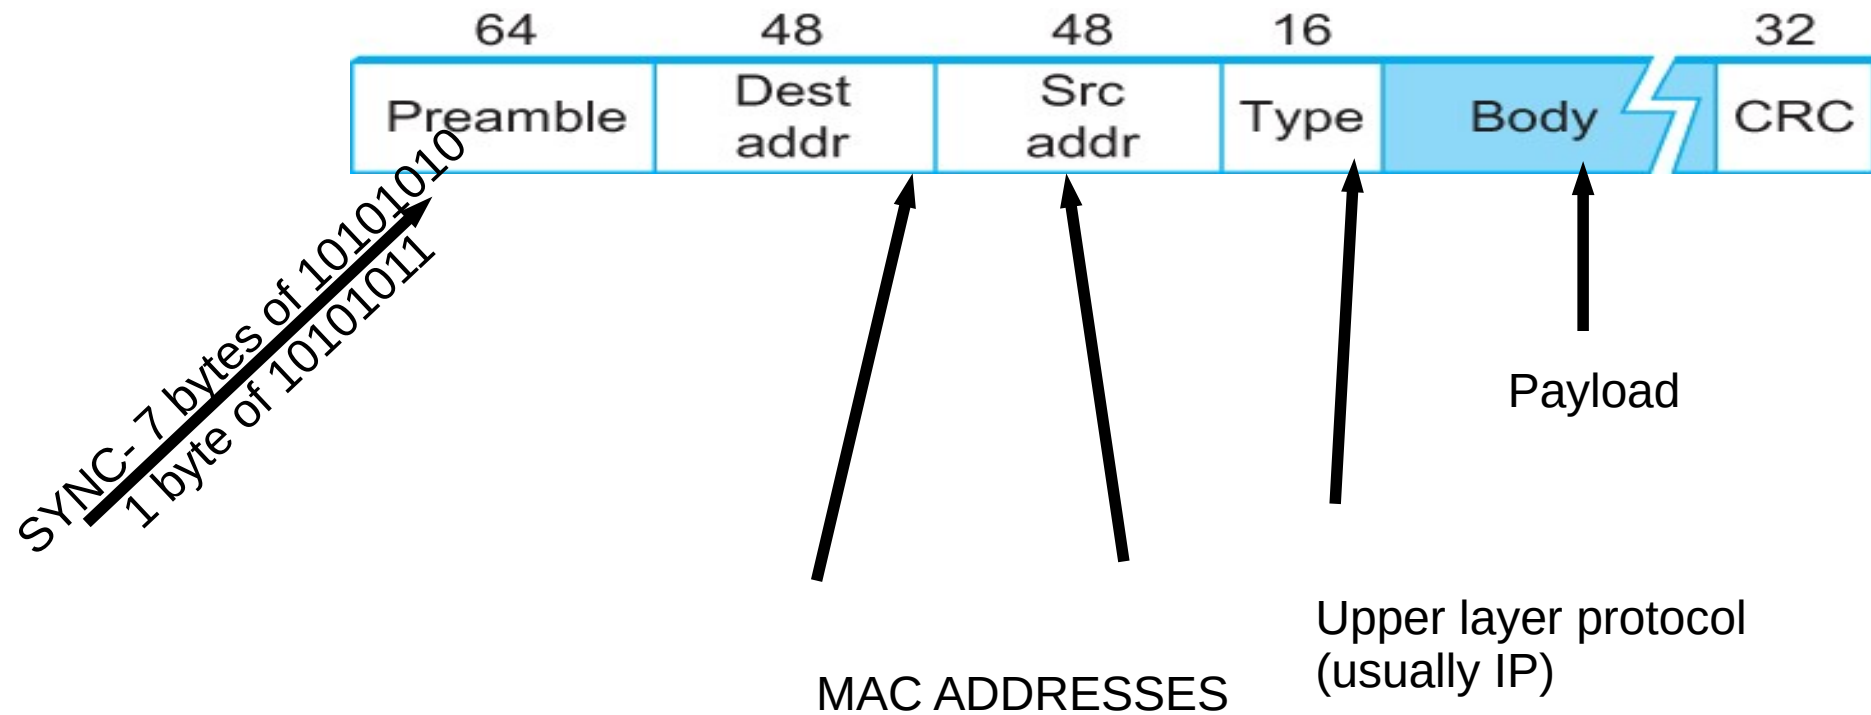 64 48 48 16 32
Preamble Dest addr Src addr Type Body CRC
SYNC- 7 bytes of 10101010
1 byte of 10101011
Payload
Upper layer protocol
(usually IP)
MAC ADDRESSES